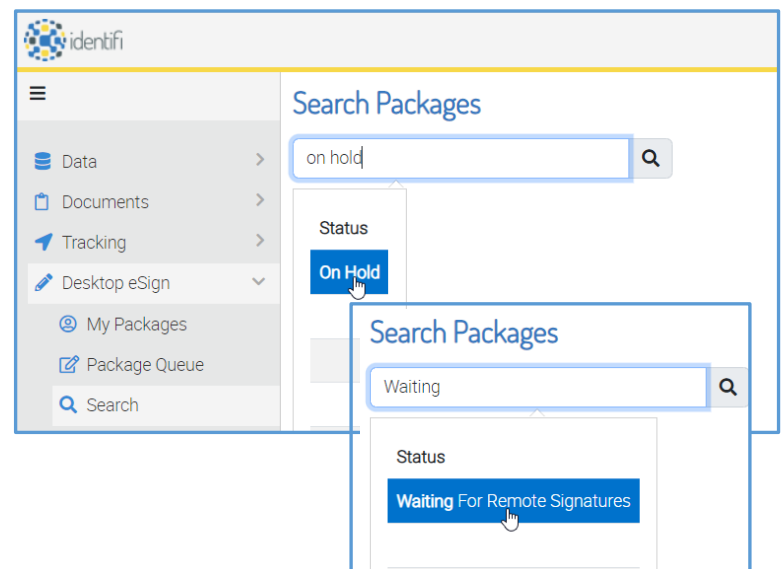 identifi
Search Packages
on hold
Data
Documents
Status
Tracking
On Hold
Desktop eSign
My Packages
Package Queue
Search
Search Packages
Waiting
Status
Waiting For Remote Signatures